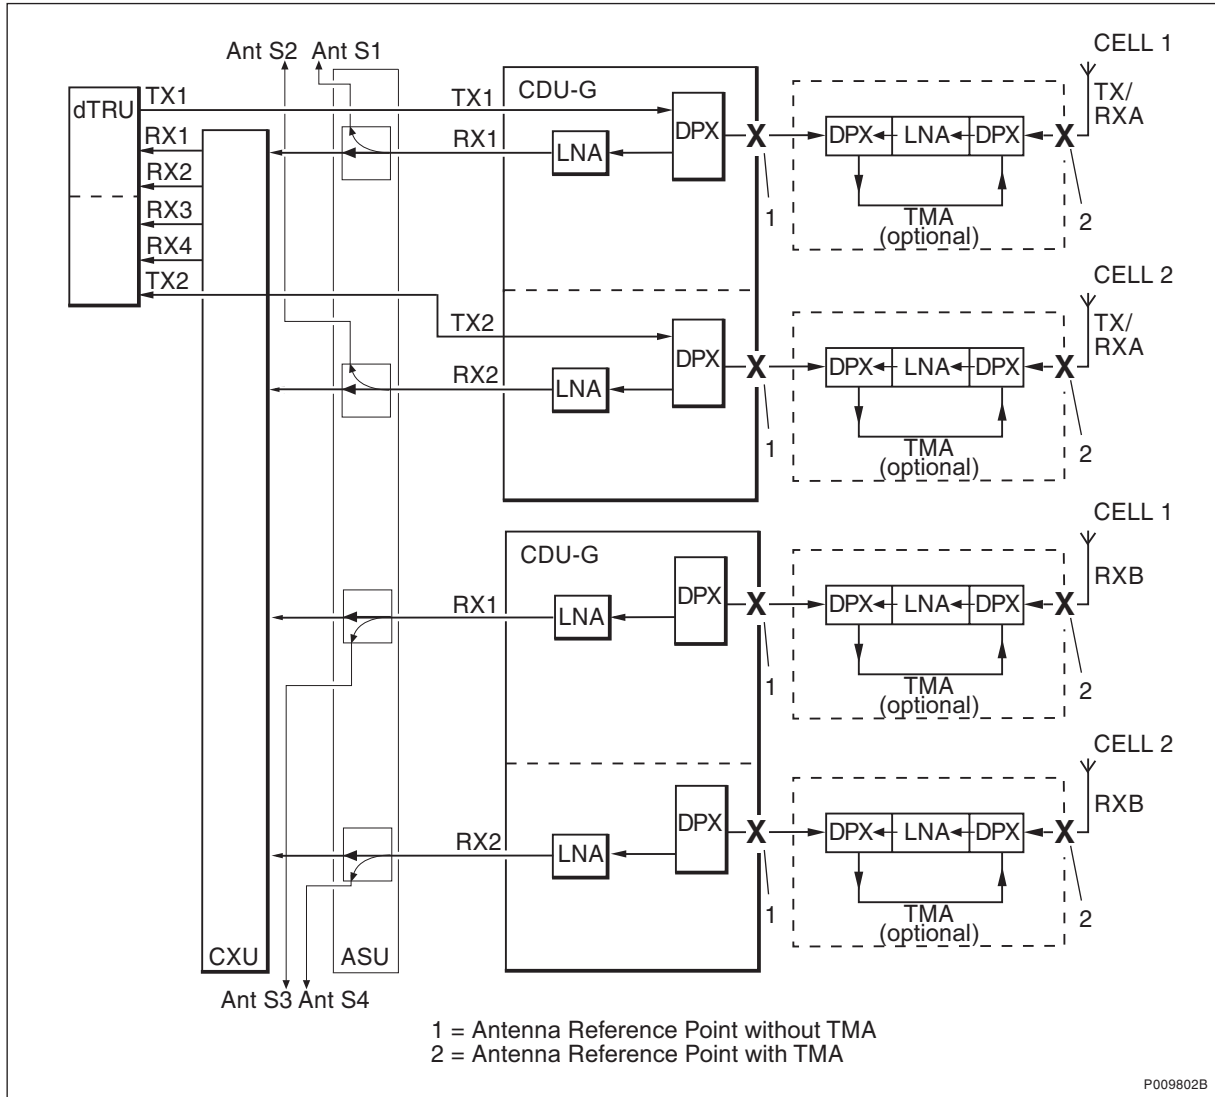 Ant S2 Ant S1
CELL 1
dTRU
TX1
TX1
CDU-G
TX/
RXA
DPX
RX1
RX1
LNA
DPX LNA DPX
RX2
1
2
TMA
(optional)
RX3
RX4
TX2
CELL 2
TX2
TX/
RXA
DPX
RX2
LNA
DPX LNA DPX
1
2
TMA
(optional)
CELL 1
CDU-G
RXB
DPX
RX1
LNA
DPX LNA DPX
1
2
TMA
(optional)
CELL 2
RXB
DPX
RX2
LNA
DPX LNA DPX
1
2
TMA
(optional)
CXU
ASU
Ant S3 Ant S4
1 = Antenna Reference Point without TMA
2 = Antenna Reference Point with TMA
P009802B